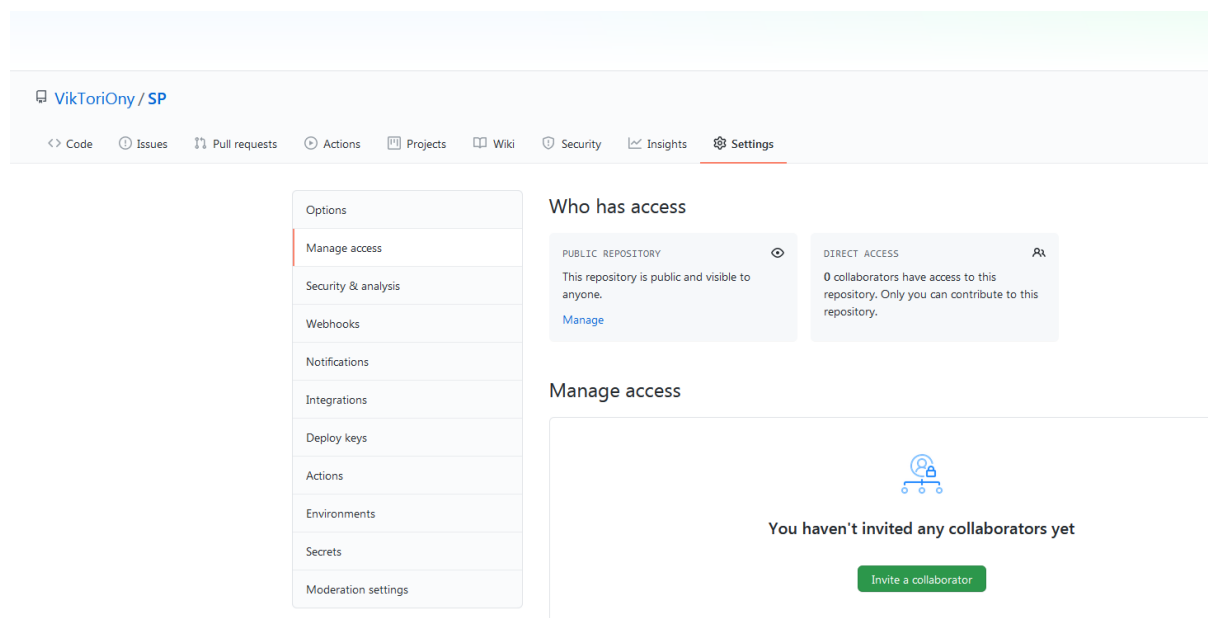 VikToriOny / SP
Code Issues Pull requests Actions Projects Wiki Security Insights Settings
Options
Manage access
Security & analysis
Webhooks
Notifications
Integrations
Deploy keys
Actions
Environments
Secrets
Moderation settings
Who has access
PUBLIC REPOSITORY
This repository is public and visible to
anyone.
Manage
DIRECT ACCESS
0 collaborators have access to this
repository. Only you can contribute to this
repository.
Manage access
You haven't invited any collaborators yet
Invite a collaborator